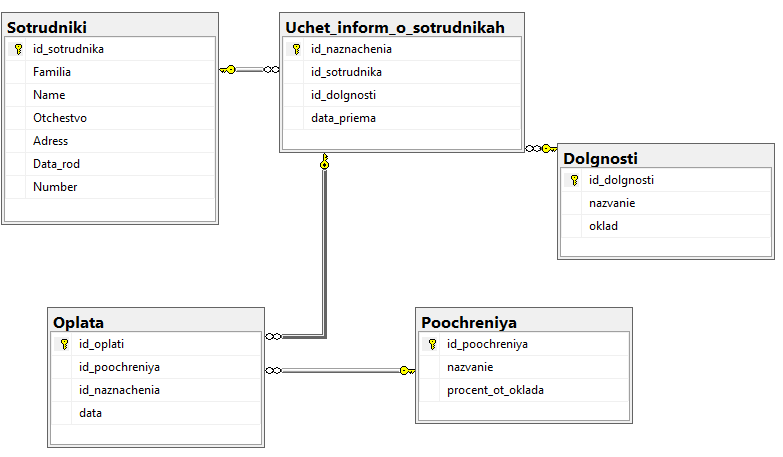 Sotrudniki
id_sotrudnika
Familia
Name
Otchestvo
Adress
Data_rod
Number
Uchet_inform_o_sotrudnikah
id_naznachenia
id_sotrudnika
id_dolgnosti
data_priema
Dolgnosti
id_dolgnosti
nazvanie
oklad
Oplata
id_oplati
id_poochreniya
id_naznachenia
data
Poochreniya
id_poochreniya
nazvanie
procent_ot_oklada